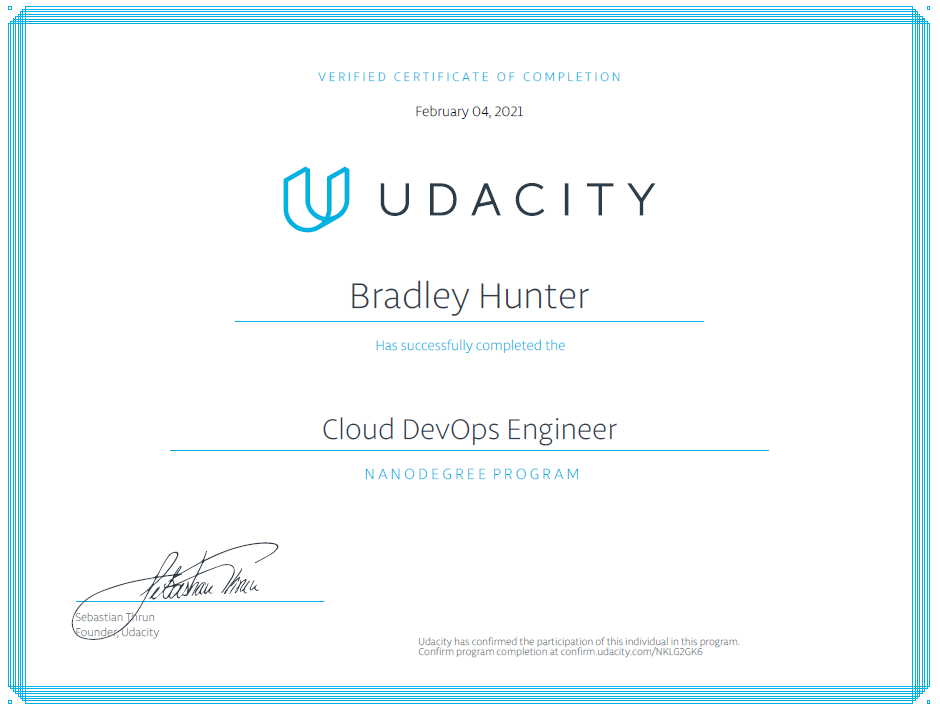 VERIFIED CERTIFICATE OF COMPLETION
February 04, 2021
UDACITY
Bradley Hunter
Has successfully completed the
Cloud DevOps Engineer
NANODEGREE PROGRAM
Sebastian Thrun
Sebastian Thrun
Founder, Udacity
Udacity has confirmed the participation of this individual in this program.
Confirm program completion at confirm.udacity.com/NKLG2GK6